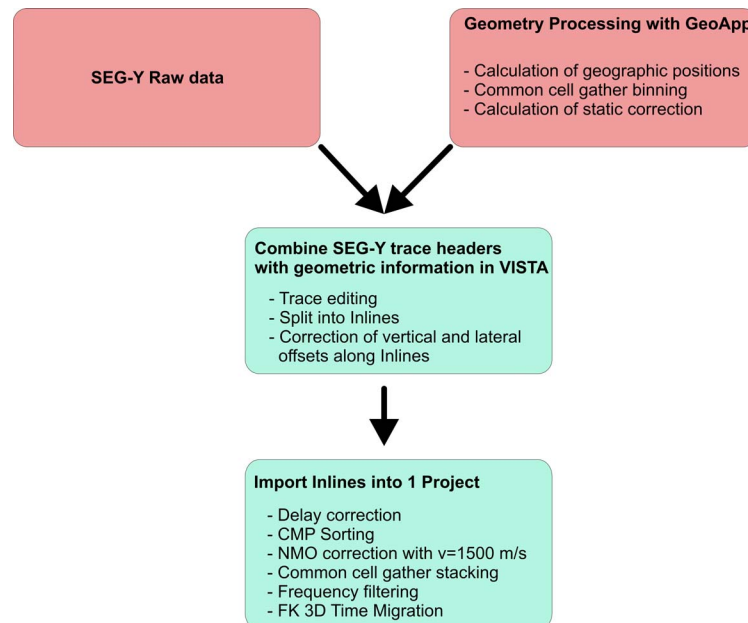 SEG-Y Raw data
Geometry Processing with GeoApp
- Calculation of geographic positions
- Common cell gather binning
- Calculation of static correction
Combine SEG-Y trace headers
with geometric information in VISTA
- Trace editing
- Split into Inlines
- Correction of vertical and lateral
offsets along Inlines
Import Inlines into 1 Project
- Delay correction
- CMP Sorting
- NMO correction with v=1500 m/s
- Common cell gather stacking
- Frequency filtering
- FK 3D Time Migration